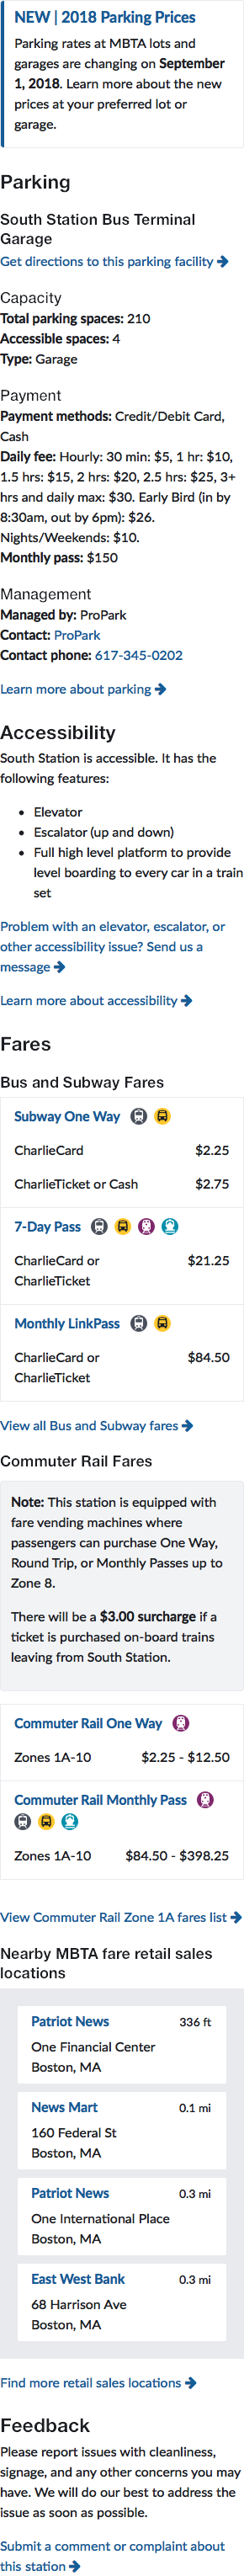 NEW | 2018 Parking Prices
Parking rates at MBTA lots and
garages are changing on September
1, 2018. Learn more about the new
prices at your preferred lot or
garage.
Parking
South Station Bus Terminal
Garage
Get directions to this parking facility
Capacity
Total parking spaces: 210
Accessible spaces: 4
Type: Garage
Payment
Payment methods: Credit/Debit Card,
Cash
Daily fee: Hourly: 30 min: $5, 1 hr: $10,
1.5 hrs: $15, 2 hrs: $20, 2.5 hrs: $25, 3+
hrs and daily max: $30. Early Bird (in by
8:30am, out by 6pm): $26.
Nights/Weekends: $10.
Monthly pass: $150
Management
Managed by: ProPark
Contact: ProPark
Contact phone: 617-345-0202
Learn more about parking
Accessibility
South Station is accessible. It has the
following features:
• Elevator
• Escalator (up and down)
• Full high level platform to provide
level boarding to every car in a train
set
Problem with an elevator, escalator, or
other accessibility issue? Send us a
message
Learn more about accessibility
Fares
Bus and Subway Fares
Subway One Way
CharlieCard $2.25
CharlieTicket or Cash $2.75
7-Day Pass
CharlieCard or $21.25
CharlieTicket
Monthly LinkPass
CharlieCard or $84.50
CharlieTicket
View all Bus and Subway fares
Commuter Rail Fares
Note: This station is equipped with
fare vending machines where
passengers can purchase One Way,
Round Trip, or Monthly Passes up to
Zone 8.
There will be a $3.00 surcharge if a
ticket is purchased on-board trains
leaving from South Station.
Commuter Rail One Way
Zones 1A-10 $2.25 - $12.50
Commuter Rail Monthly Pass
Zones 1A-10 $84.50 - $398.25
View Commuter Rail Zone 1A fares list
Nearby MBTA fare retail sales
locations
Patriot News 336 ft
One Financial Center
Boston, MA
News Mart 0.1 mi
160 Federal St
Boston, MA
Patriot News 0.3 mi
One International Place
Boston, MA
East West Bank 0.3 mi
68 Harrison Ave
Boston, MA
Find more retail sales locations
Feedback
Please report issues with cleanliness,
signage, and any other concerns you may
have. We will do our best to address the
issue as soon as possible.
Submit a comment or complaint about
this station